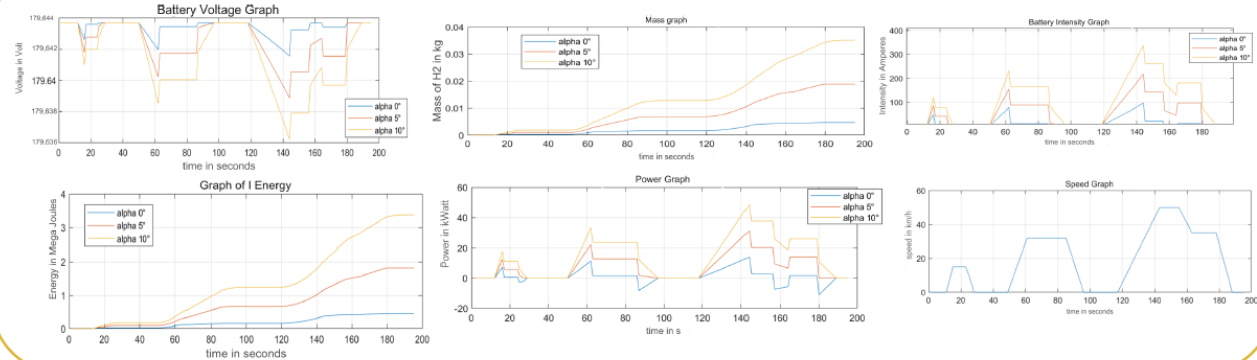 Battery Voltage Graph
179,644
179,642
179,64
179,638
179,636
Voltage in Volt
0 20 40 60 80 100 120 140 160 180 200
time in seconds
alpha 0°
alpha 5°
alpha 10°
Mass graph
0.04
0.03
0.02
0.01
0
Mass of H2 in kg
0 20 40 60 80 100 120 140 160 180 200
time in seconds
alpha 0°
alpha 5°
alpha 10°
Battery Intensity Graph
400
300
200
100
Intensity in Amperes
0 20 40 60 80 100 120 140 160 180
time in seconds
alpha 0°
alpha 5°
alpha 10°
Graph of I Energy
4
3
2
1
0
Energy in Mega Joules
0 20 40 60 80 100 120 140 160 180 200
time in seconds
alpha 0°
alpha 5°
alpha 10°
Power Graph
60
40
20
0
-20
Power in kWatt
0 20 40 60 80 100 120 140 160 180 200
time in s
alpha 0°
alpha 5°
alpha 10°
Speed Graph
60
40
20
0
speed in km/h
0 20 40 60 80 100 120 140 160 180 200
time in seconds